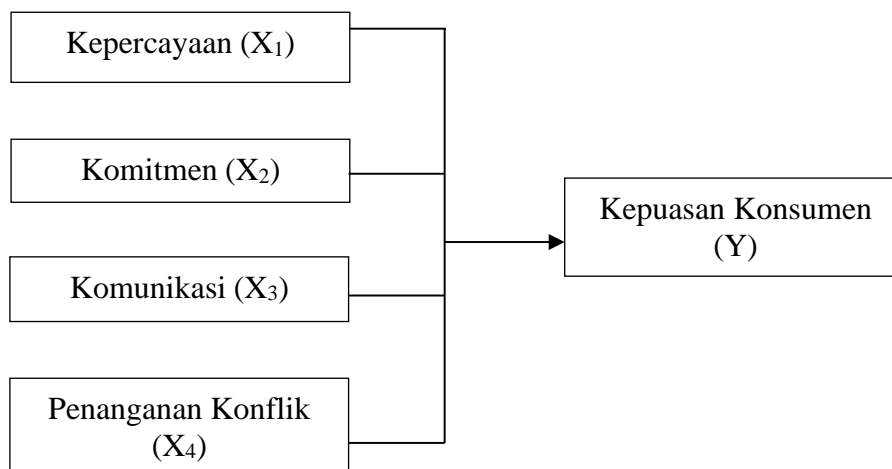 Kepercayaan (X₁)
Komitmen (X₂)
Komunikasi (X₃)
Penanganan Konflik
(X₄)
Kepuasan Konsumen
(Y)